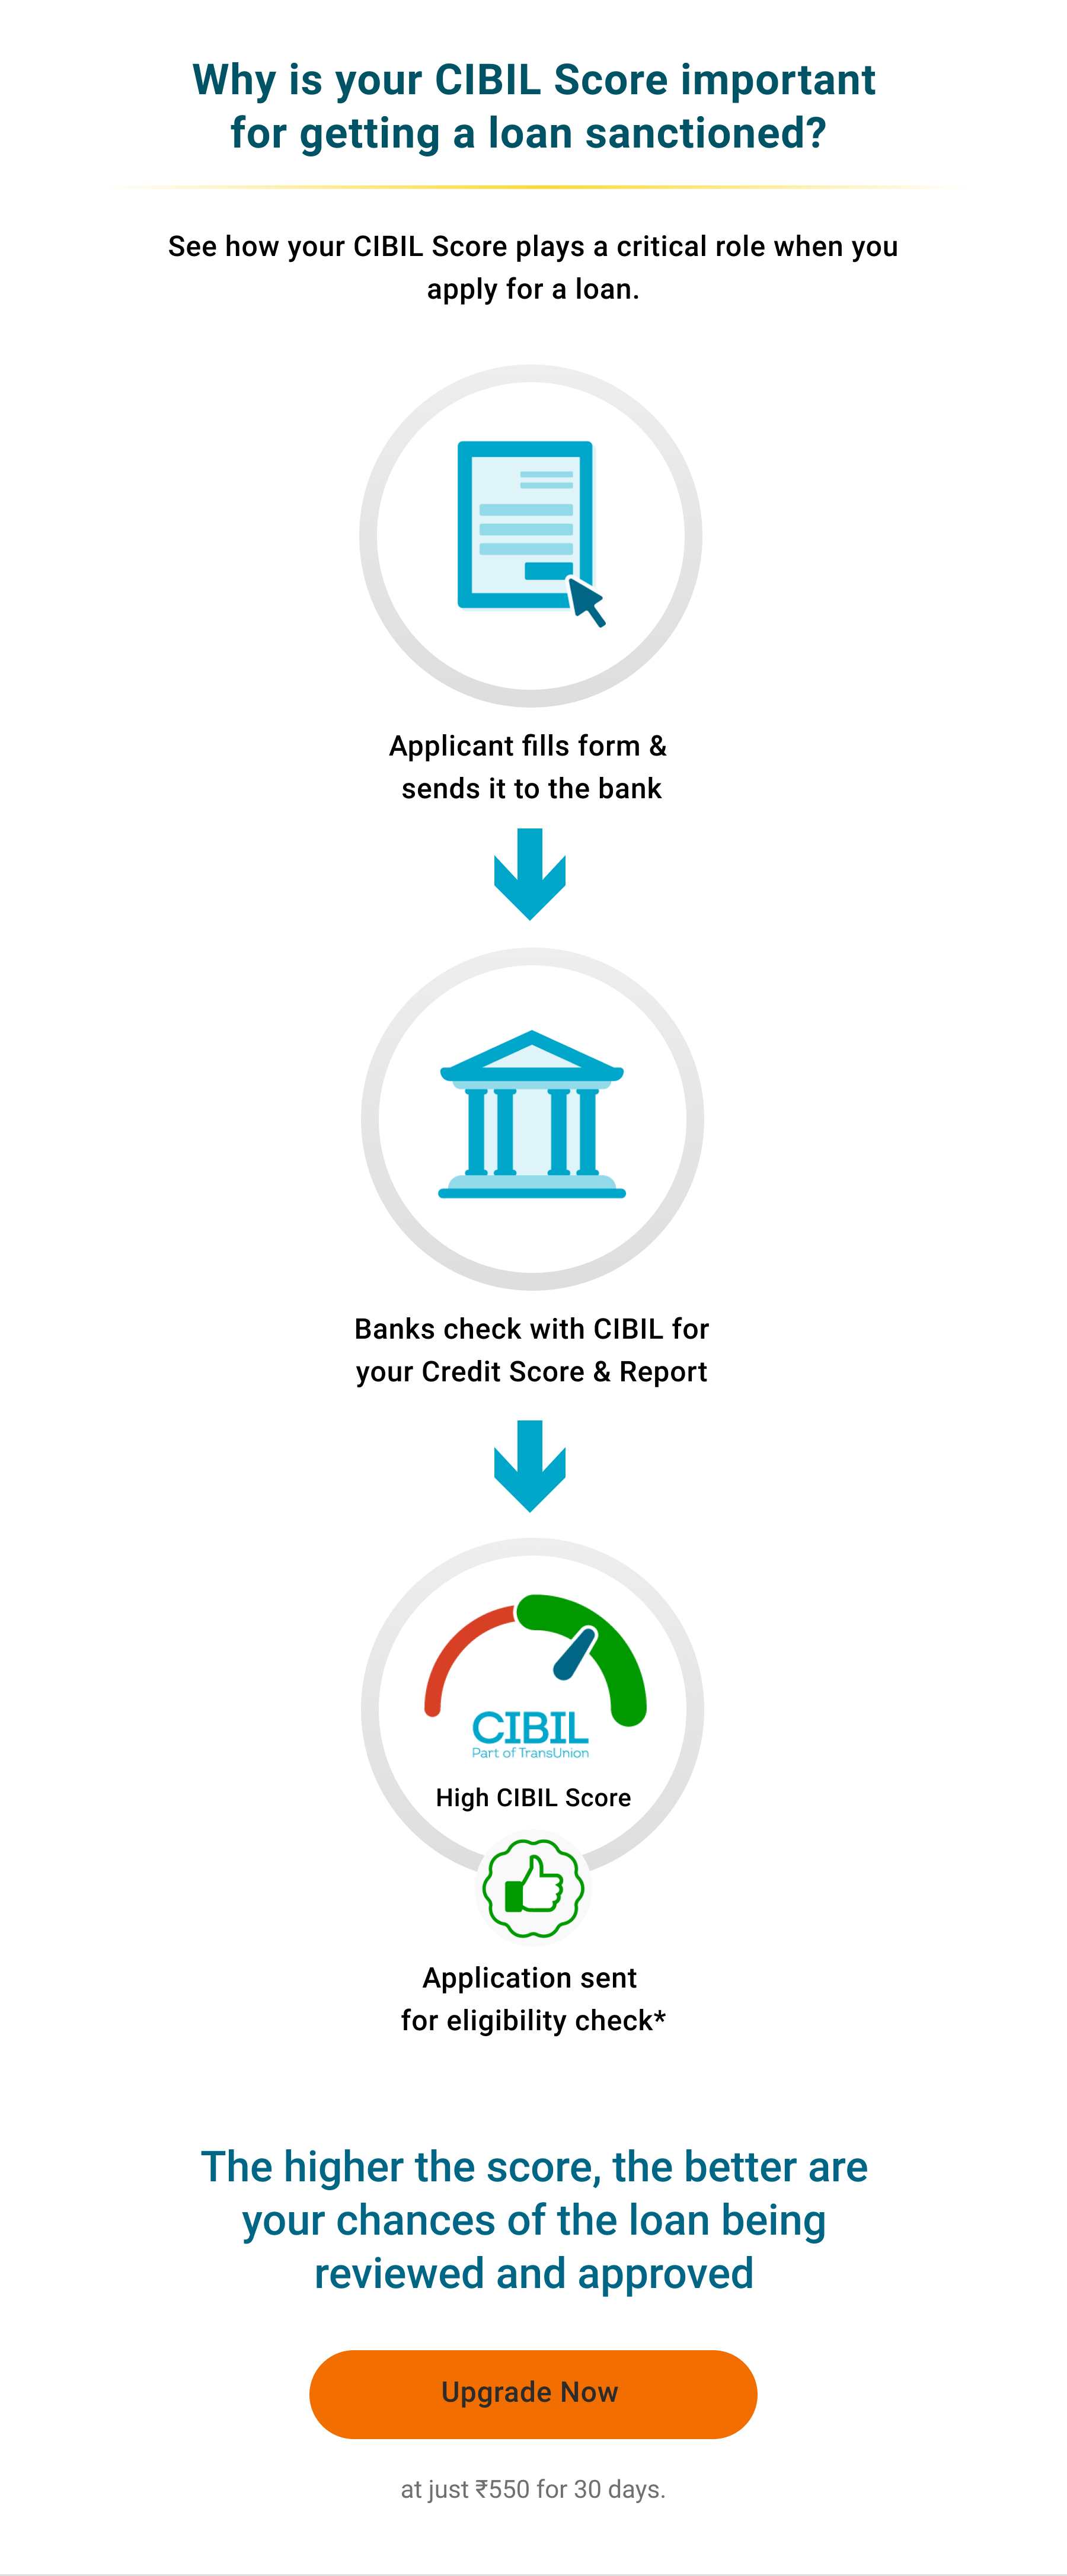 Why is your CIBIL Score important
for getting a loan sanctioned?
See how your CIBIL Score plays a critical role when you
apply for a loan.
Applicant fills form &
sends it to the bank
Banks check with CIBIL for
your Credit Score & Report
CIBIL
Part of TransUnion
High CIBIL Score
Application sent
for eligibility check*
The higher the score, the better are
your chances of the loan being
reviewed and approved
Upgrade Now
at just ₹550 for 30 days.